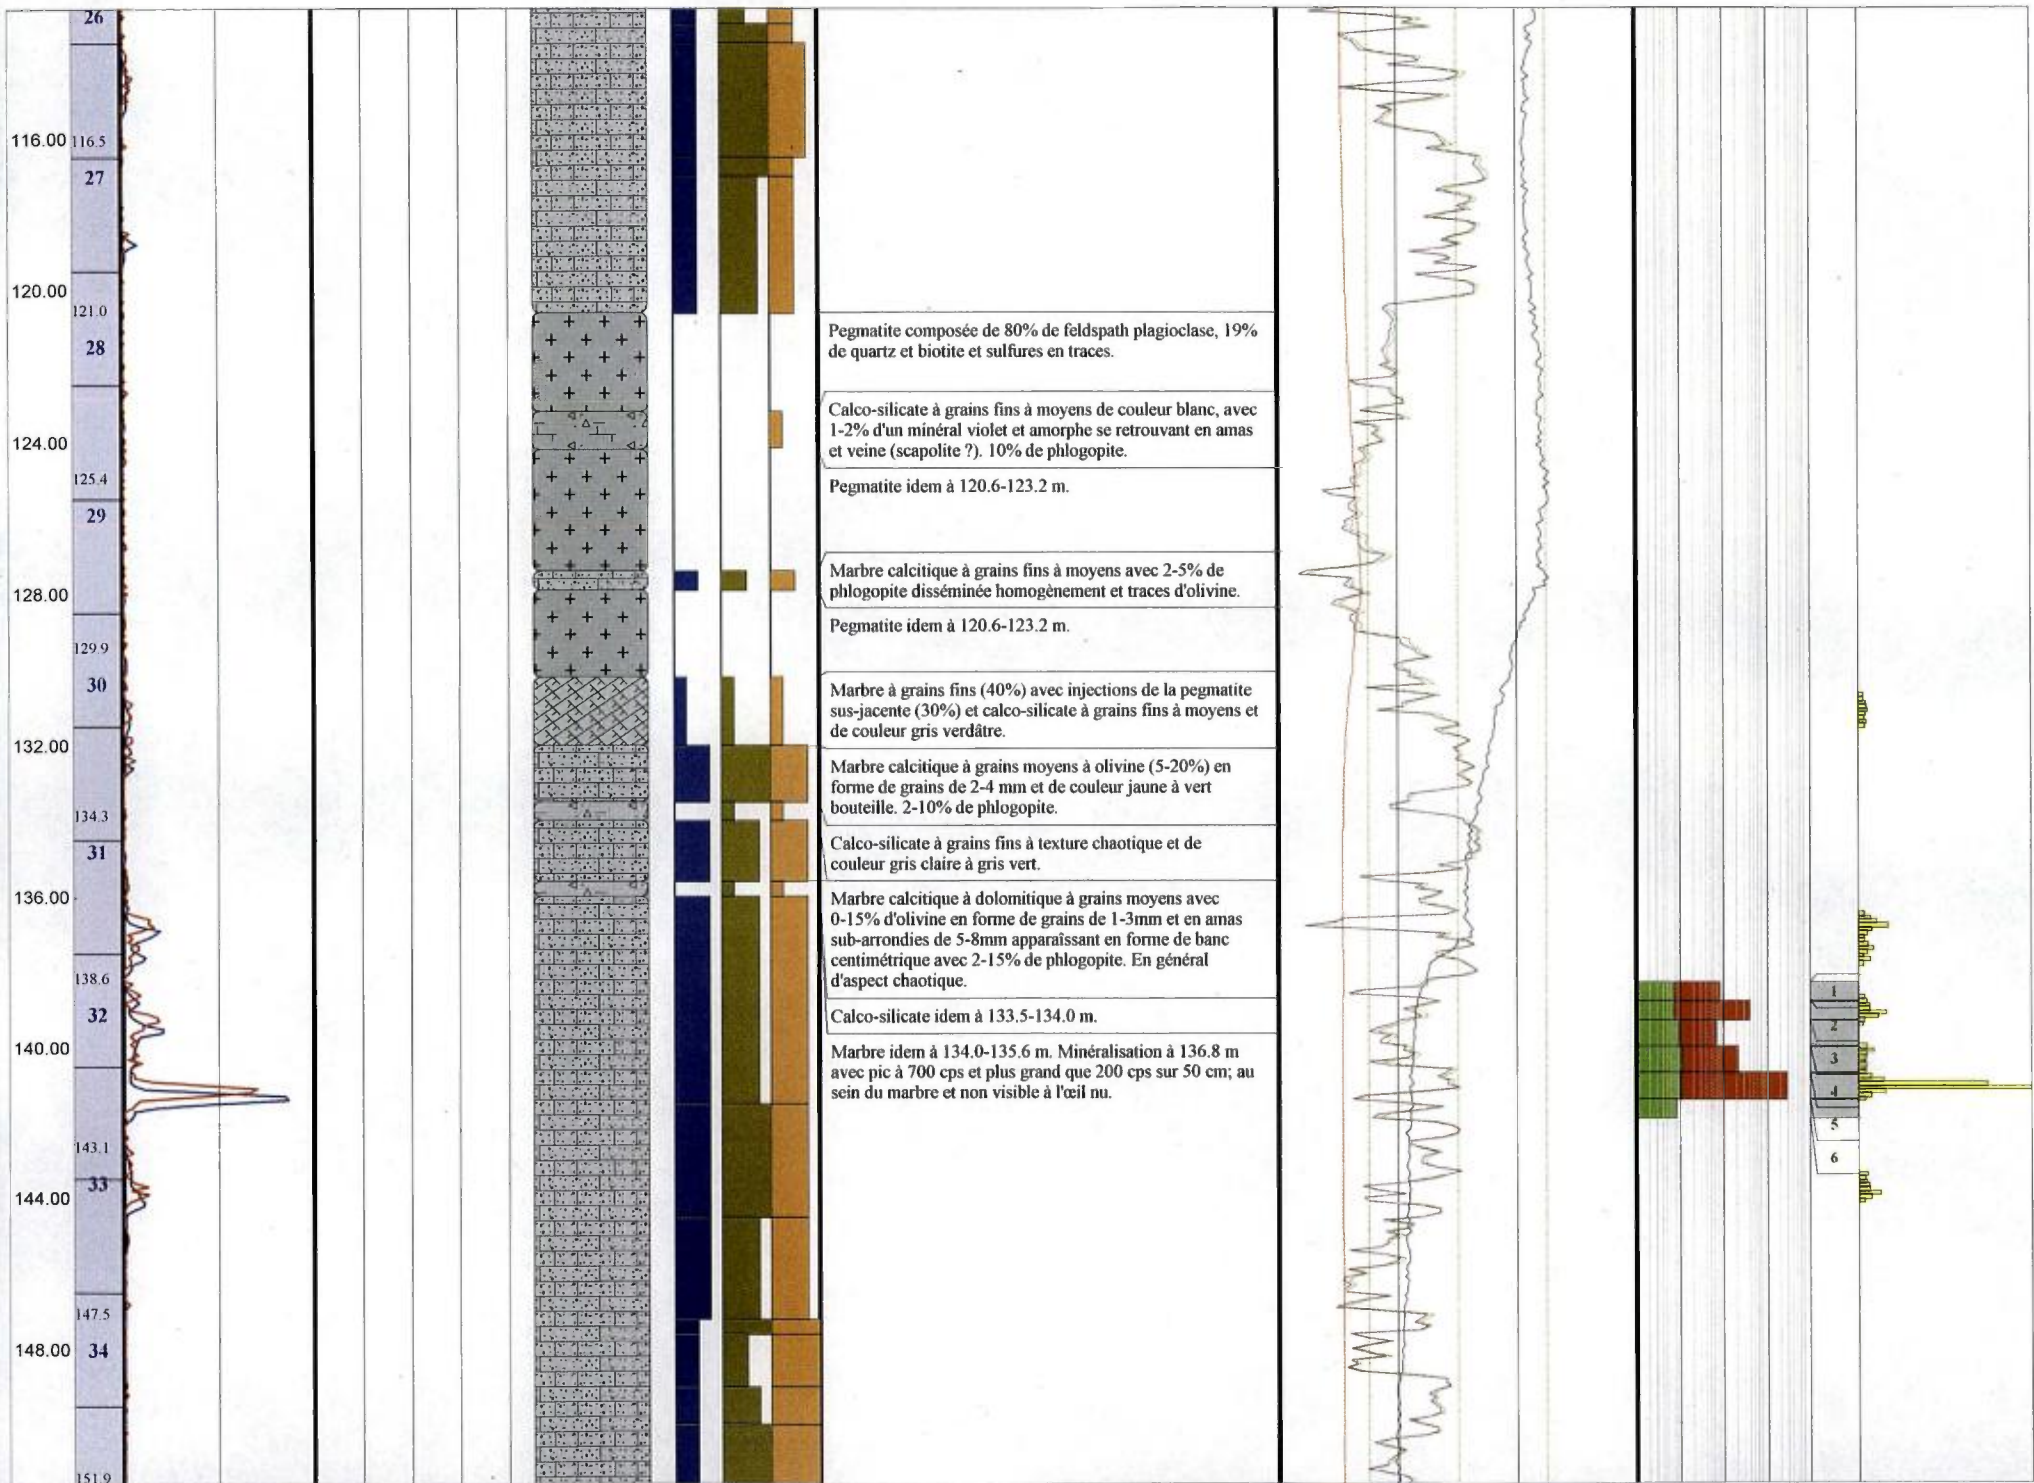 26
116.00
116.5
27
120.00
121.0
28
124.00
125.4
29
128.00
129.9
30
132.00
134.3
31
136.00
138.6
32
140.00
143.1
33
144.00
147.5
148.00
34
151.9
Pegmatite composée de 80% de feldspath plagioclase, 19%
de quartz et biotite et sulfures en traces.
Calco-silicate à grains fins à moyens de couleur blanc, avec
1-2% d'un minéral violet et amorphe se retrouvant en amas
et veine (scapolite ?). 10% de phlogopite.
Pegmatite idem à 120.6-123.2 m.
Marbre calcitique à grains fins à moyens avec 2-5% de
phlogopite disséminée homogènement et traces d'olivine.
Pegmatite idem à 120.6-123.2 m.
Marbre à grains fins (40%) avec injections de la pegmatite
sus-jacente (30%) et calco-silicate à grains fins à moyens et
de couleur gris verdâtre.
Marbre calcitique à grains moyens à olivine (5-20%) en
forme de grains de 2-4 mm et de couleur jaune à vert
bouteille. 2-10% de phlogopite.
Calco-silicate à grains fins à texture chaotique et de
couleur gris claire à gris vert.
Marbre calcitique à dolomitique à grains moyens avec
0-15% d'olivine en forme de grains de 1-3mm et en amas
sub-arrondies de 5-8mm apparaîssant en forme de banc
centimétrique avec 2-15% de phlogopite. En général
d'aspect chaotique.
Calco-silicate idem à 133.5-134.0 m.
Marbre idem à 134.0-135.6 m. Minéralisation à 136.8 m
avec pic à 700 cps et plus grand que 200 cps sur 50 cm; au
sein du marbre et non visible à l'œil nu.
1
2
3
4
5
6